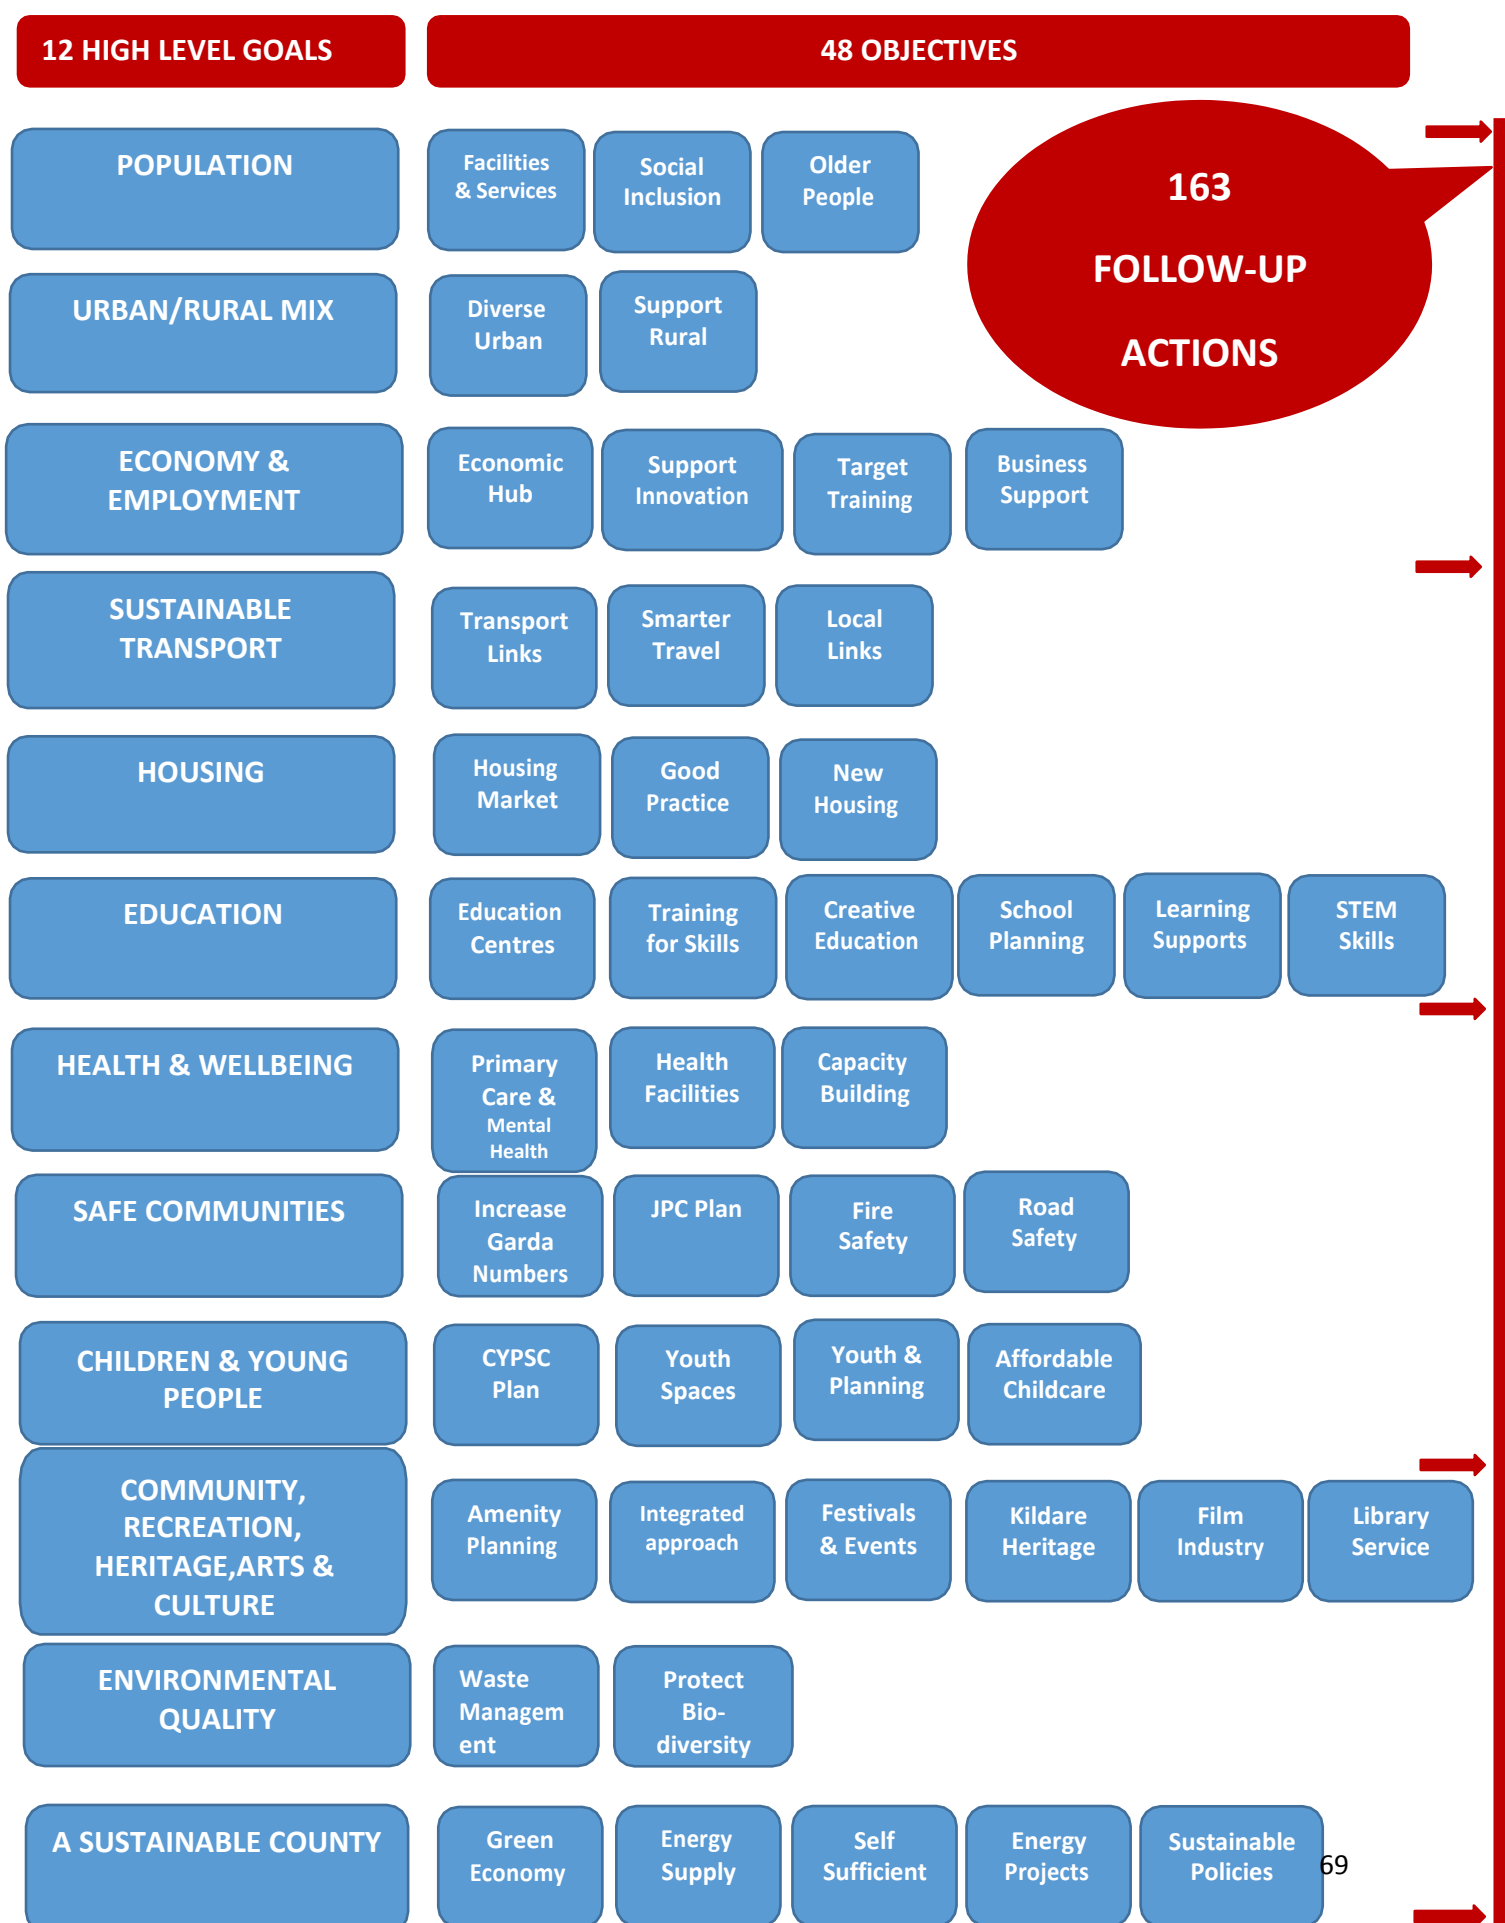 12 HIGH LEVEL GOALS
48 OBJECTIVES
163
FOLLOW-UP
ACTIONS
POPULATION
Facilities
& Services
Social
Inclusion
Older
People
URBAN/RURAL MIX
Diverse
Urban
Support
Rural
ECONOMY &
EMPLOYMENT
Economic
Hub
Support
Innovation
Target
Training
Business
Support
SUSTAINABLE
TRANSPORT
Transport
Links
Smarter
Travel
Local
Links
HOUSING
Housing
Market
Good
Practice
New
Housing
EDUCATION
Education
Centres
Training
for Skills
Creative
Education
School
Planning
Learning
Supports
STEM
Skills
HEALTH & WELLBEING
Primary
Care &
Mental
Health
Health
Facilities
Capacity
Building
SAFE COMMUNITIES
Increase
Garda
Numbers
JPC Plan
Fire
Safety
Road
Safety
CHILDREN & YOUNG
PEOPLE
CYPSC
Plan
Youth
Spaces
Youth &
Planning
Affordable
Childcare
COMMUNITY,
RECREATION,
HERITAGE,ARTS &
CULTURE
Amenity
Planning
Integrated
approach
Festivals
& Events
Kildare
Heritage
Film
Industry
Library
Service
ENVIRONMENTAL
QUALITY
Waste
Managem
ent
Protect
Bio-
diversity
A SUSTAINABLE COUNTY
Green
Economy
Energy
Supply
Self
Sufficient
Energy
Projects
Sustainable
Policies
69